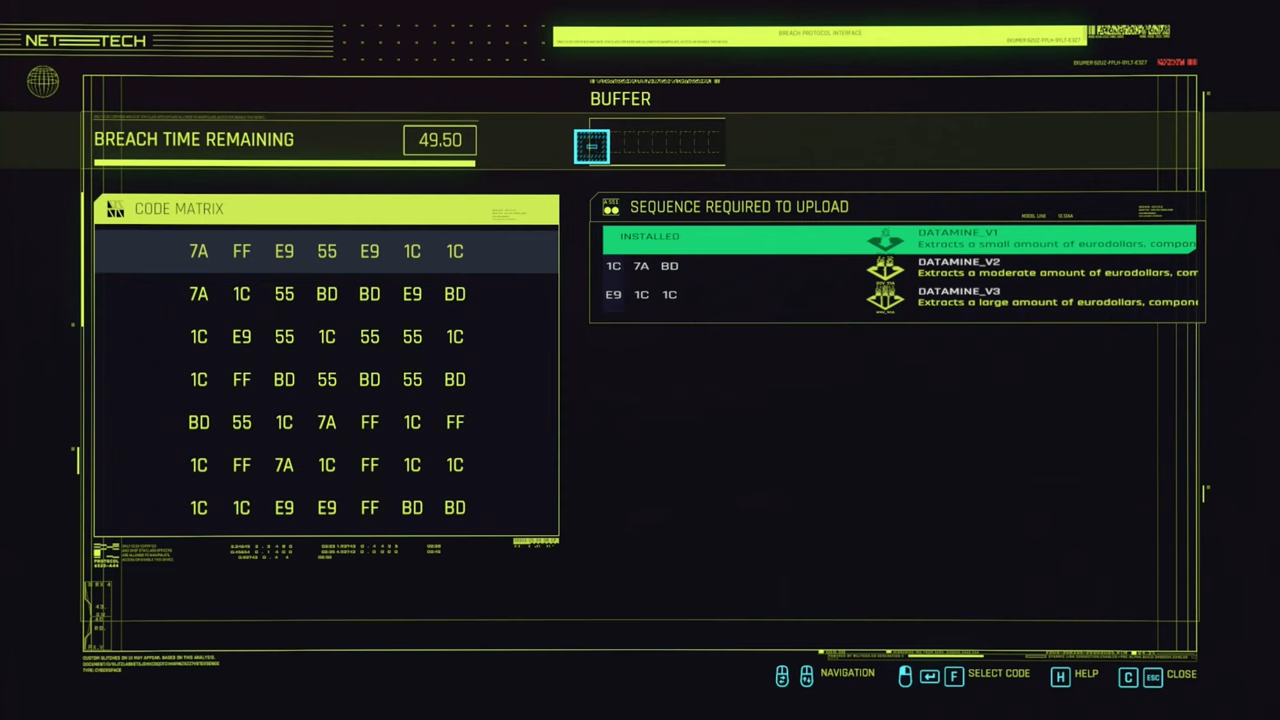 NET TECH
BREACH PROTOCOL INTERFACE
BUFFER
BREACH TIME REMAINING 49.50
CODE MATRIX
7A FF E9 55 E9 1C 1C
7A 1C 55 BD BD E9 BD
1C E9 55 1C 55 55 1C
1C FF BD 55 BD 55 BD
BD 55 1C 7A FF 1C FF
1C FF 7A 1C FF 1C 1C
1C 1C E9 E9 FF BD BD
SEQUENCE REQUIRED TO UPLOAD
INSTALLED
DATAMINE_V1
Extracts a small amount of eurodollars, compon
1C 7A BD
DATAMINE_V2
Extracts a moderate amount of eurodollars, com
E9 1C 1C
DATAMINE_V3
Extracts a large amount of eurodollars, compon
NAVIGATION F SELECT CODE H HELP C ESC CLOSE